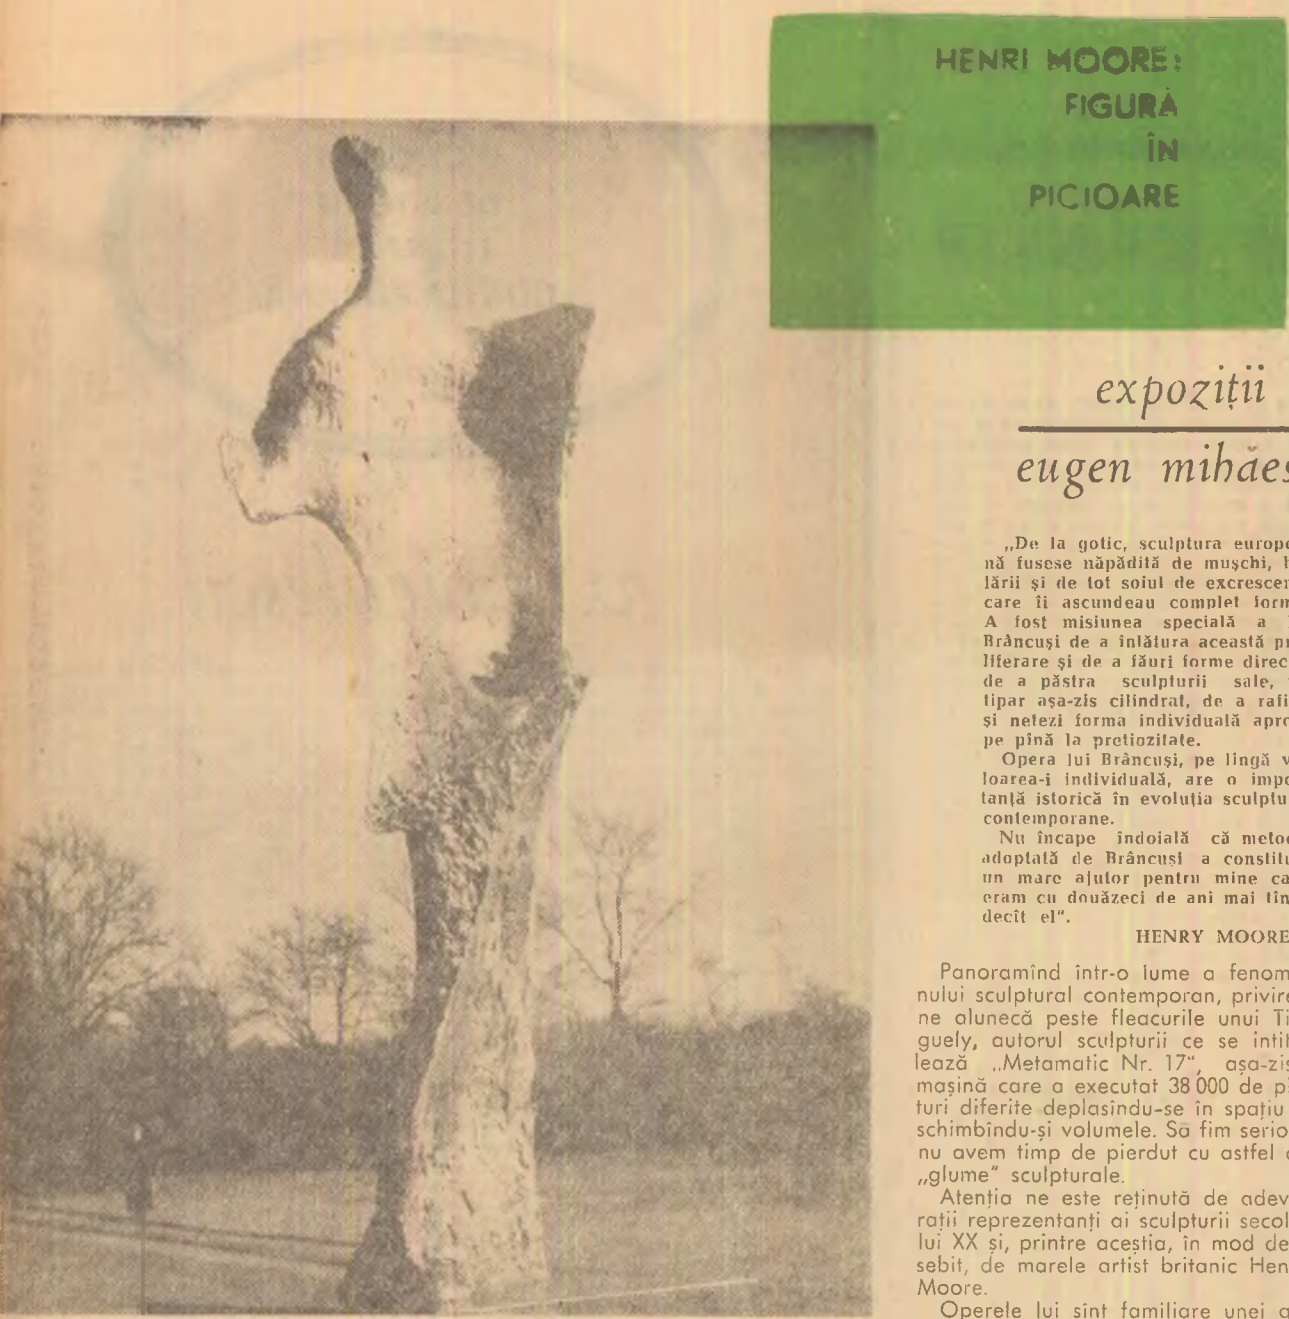 HENRI MOORE:
FIGURĂ
ÎN
PICIOARE
expoziții
eugen mihăes
„De la gotic, sculptura europe
nă fusese năpădită de mușchi,
lării și de tot soiul de excrescen
care îi ascundeau complet form
A fost misiunea specială a
Brâncuși de a înlătura această pr
liferare și de a făuri forme direc
de a păstra sculpturii sale,
tipar așa-zis cilindrat, de a rafi
și netezi forma individuală apro
pe pînă la prețiozitate.
Opera lui Brâncuși, pe lîngă v
loarea-i individuală, are o impo
tanță istorică în evoluția sculptu
contemporane.
Nu încape îndoială că metod
adoptată de Brâncuși a constitu
un mare ajutor pentru mine ca
eram cu douăzeci de ani mai tîn
decît el".
HENRY MOORE
Panoramînd într-o lume a fenom
nului sculptural contemporan, privire
ne alunecă peste fleacurile unui Ti
guely, autorul sculpturii ce se intit
lează „Metamatic Nr. 17", așa-zis
mașină care a executat 38 000 de p
turi diferite deplasîndu-se în spațiu
schimbîndu-și volumele. Să fim serio
nu avem timp de pierdut cu astfel d
„glume" sculpturale.
Atenția ne este reținută de adev
rații reprezentanți ai sculpturii secol
lui XX și, printre aceștia, în mod de
sebit, de marele artist britanic Hen
Moore.
Operele lui sînt familiare unei a